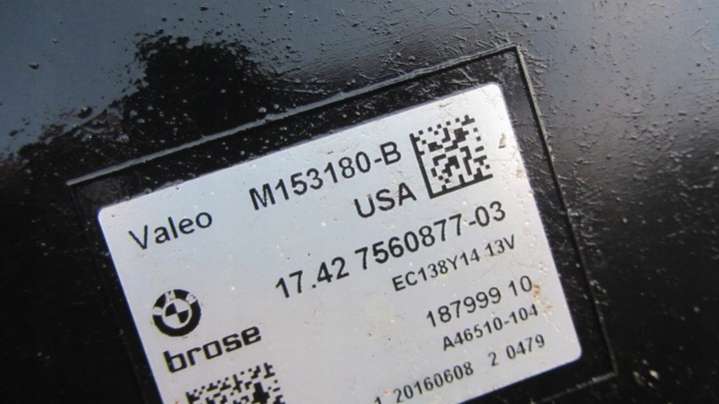 Valeo M153180-B
USA
17.42 7560877-03
EC138Y14 13V
brose 187999 10
A46510-104
1 20160608 2 0479